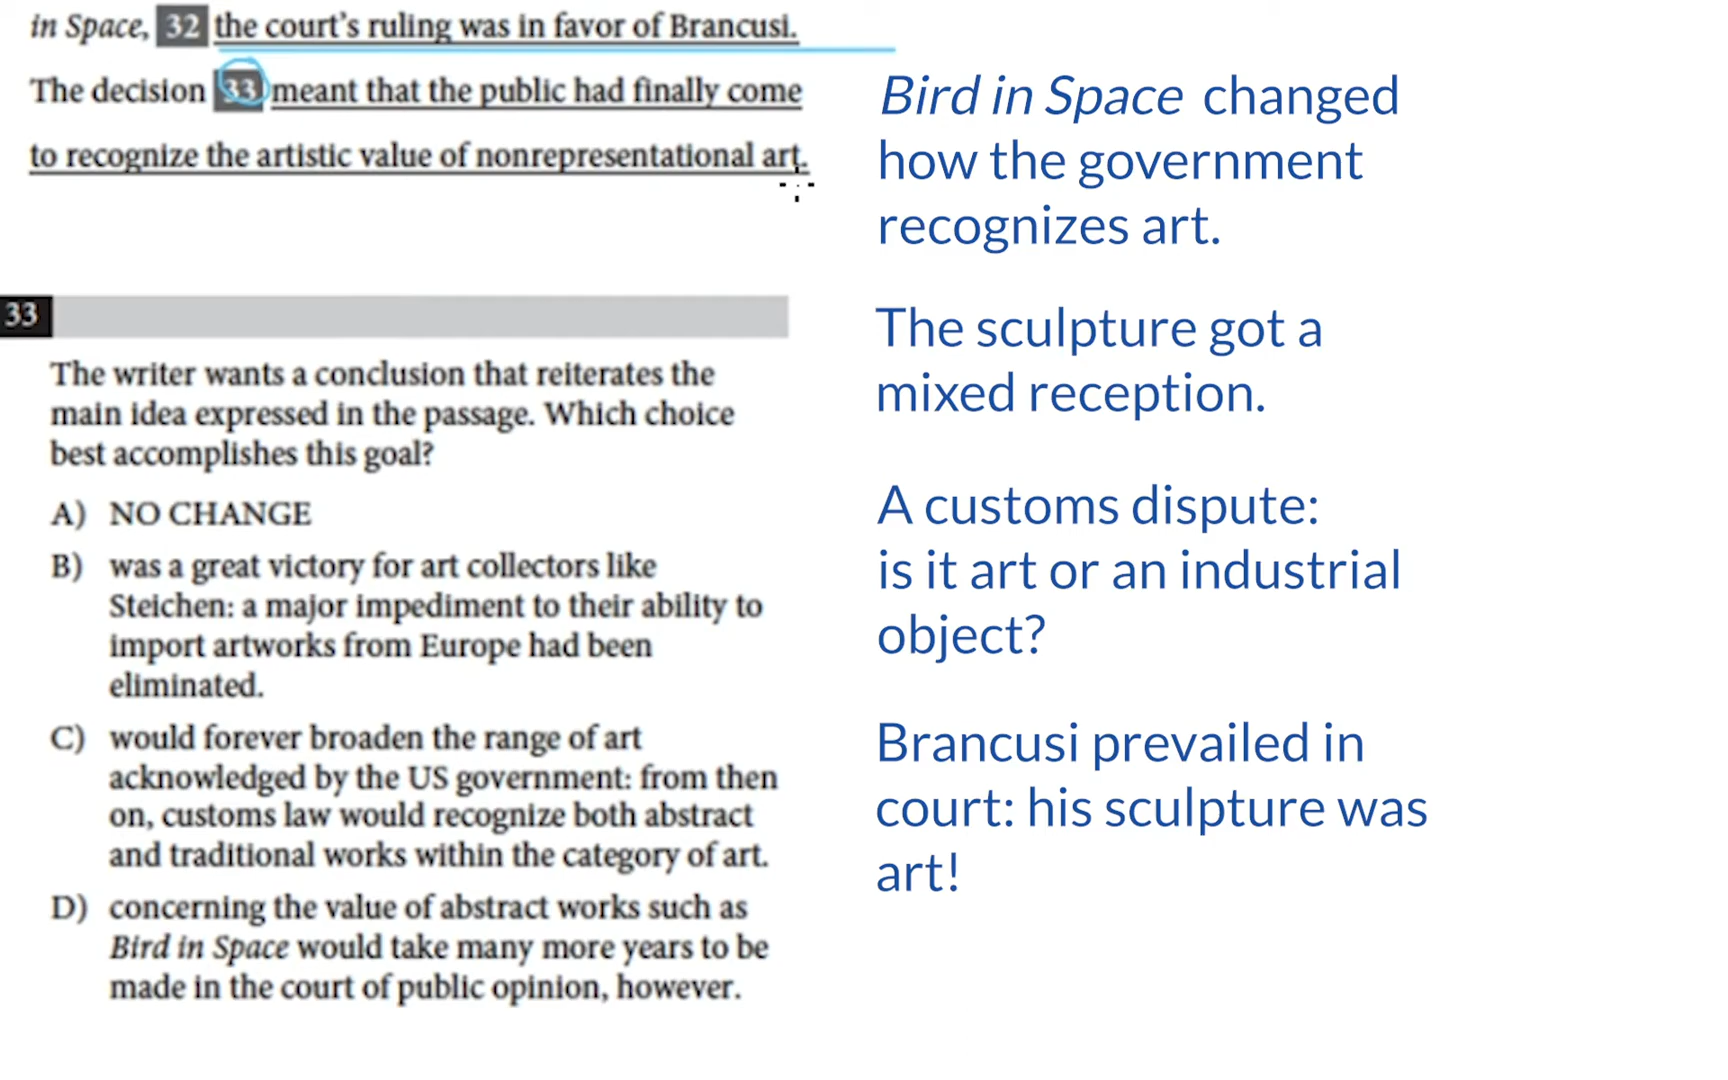 in Space, 32 the court's ruling was in favor of Brancusi.
The decision 33 meant that the public had finally come
to recognize the artistic value of nonrepresentational art.
33
The writer wants a conclusion that reiterates the
main idea expressed in the passage. Which choice
best accomplishes this goal?
A) NO CHANGE
B) was a great victory for art collectors like
Steichen: a major impediment to their ability to
import artworks from Europe had been
eliminated.
C) would forever broaden the range of art
acknowledged by the US government: from then
on, customs law would recognize both abstract
and traditional works within the category of art.
D) concerning the value of abstract works such as
Bird in Space would take many more years to be
made in the court of public opinion, however.
Bird in Space changed
how the government
recognizes art.
The sculpture got a
mixed reception.
A customs dispute:
is it art or an industrial
object?
Brancusi prevailed in
court: his sculpture was
art!